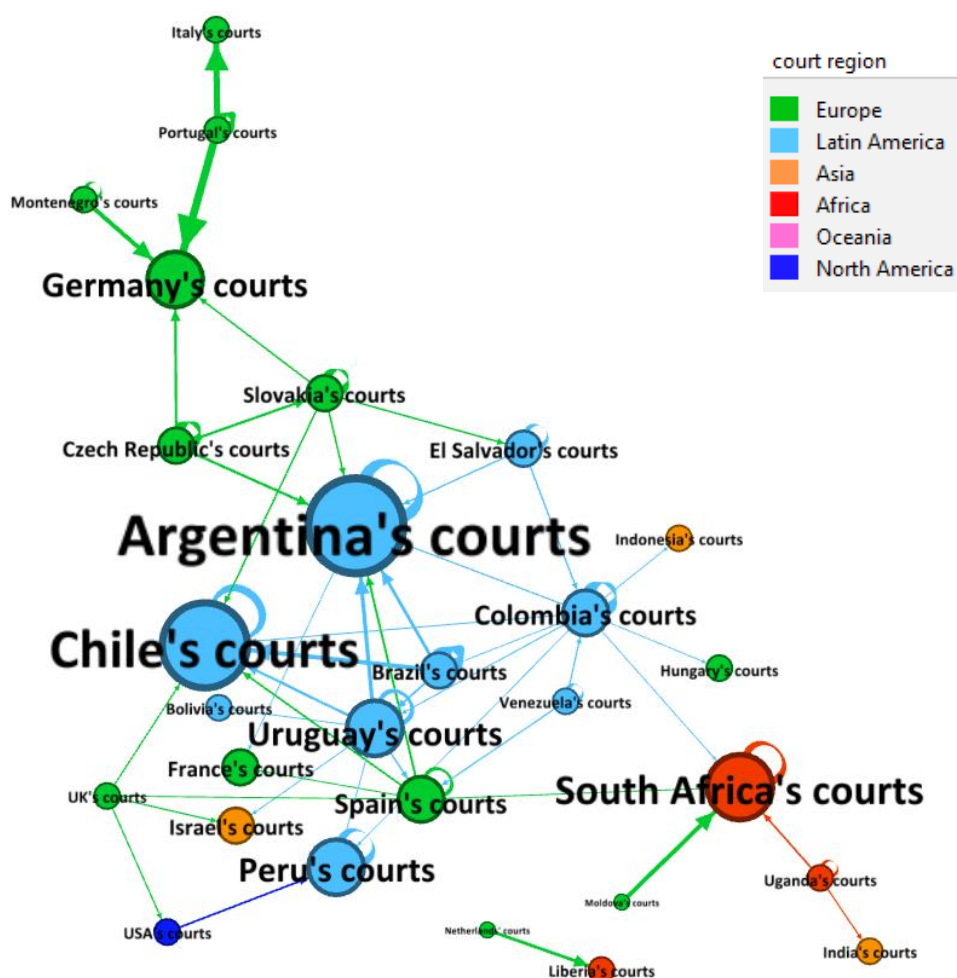 Italy's courts
court region
Europe
Portugal's courts
Latin America
Asia
Montenegro's courts
Africa
Oceania
North America
Germany's courts
Slovakia's courts
Czech Republic's courts
El Salvador's courts
Argentina's courts
Indonesia's courts
Colombia's courts
Chile's courts
Brazil's courts
Hungary's courts
Bolivia's courts
Venezuela's courts
Uruguay's courts
France's courts
UK's courts
Spain's courts
South Africa's courts
Israel's courts
Peru's courts
Uganda's courts
Moldova's courts
USA's courts
Netherlands' courts
India's courts
Liberia's courts